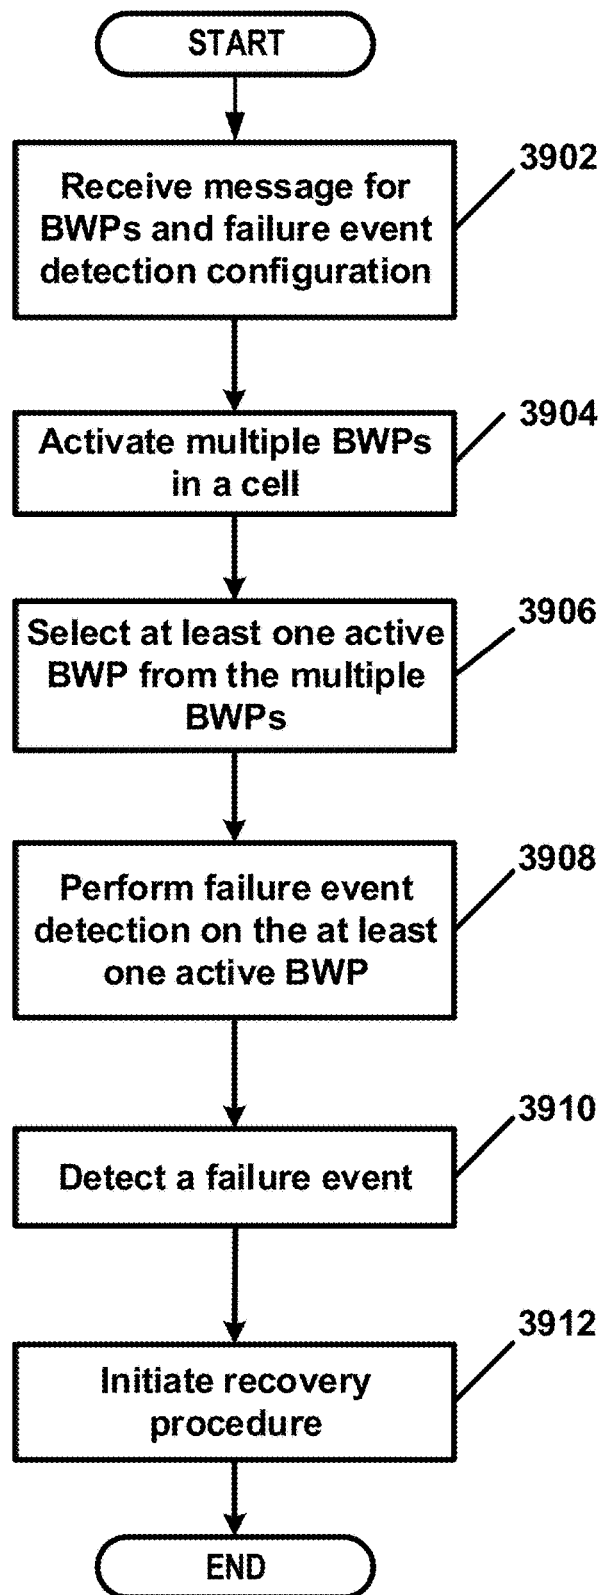 START
3902
Receive message for
BWPs and failure event
detection configuration
3904
Activate multiple BWPs
in a cell
3906
Select at least one active
BWP from the multiple
BWPs
3908
Perform failure event
detection on the at least
one active BWP
3910
Detect a failure event
3912
Initiate recovery
procedure
END